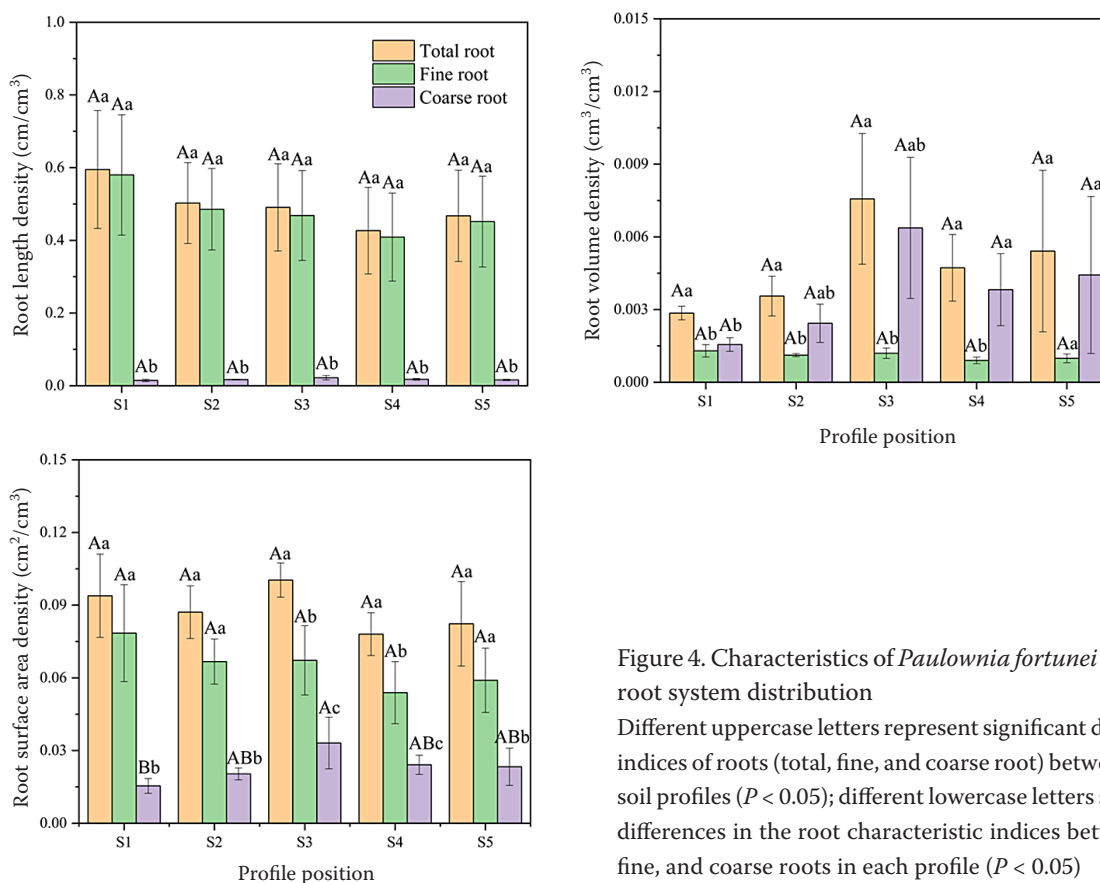 Root length density (cm/cm³)
1.0
0.8
0.6
0.4
0.2
0.0
Total root
Fine root
Coarse root
Aa Aa Ab
Aa Aa Ab
Aa Aa Ab
Aa Aa Ab
Aa Aa Ab
S1 S2 S3 S4 S5
Root volume density (cm³/cm³)
0.015
0.012
0.009
0.006
0.003
0.000
Aa Ab Ab
Aa Ab Aab
Aa Ab Aab
Aa Ab Aa
Aa Aa Aa
S1 S2 S3 S4 S5
Profile position
Root surface area density (cm²/cm³)
0.15
0.12
0.09
0.06
0.03
0.00
Aa Aa Bb
Aa Aa ABb
Aa Ab Ac
Aa Ab ABc
Aa Aa ABb
S1 S2 S3 S4 S5
Profile position
Figure 4. Characteristics of Paulownia fortunei
root system distribution
Different uppercase letters represent significant
indices of roots (total, fine, and coarse root)
soil profiles (P < 0.05); different lowercase letters
differences in the root characteristic indices
fine, and coarse roots in each profile (P < 0.05)